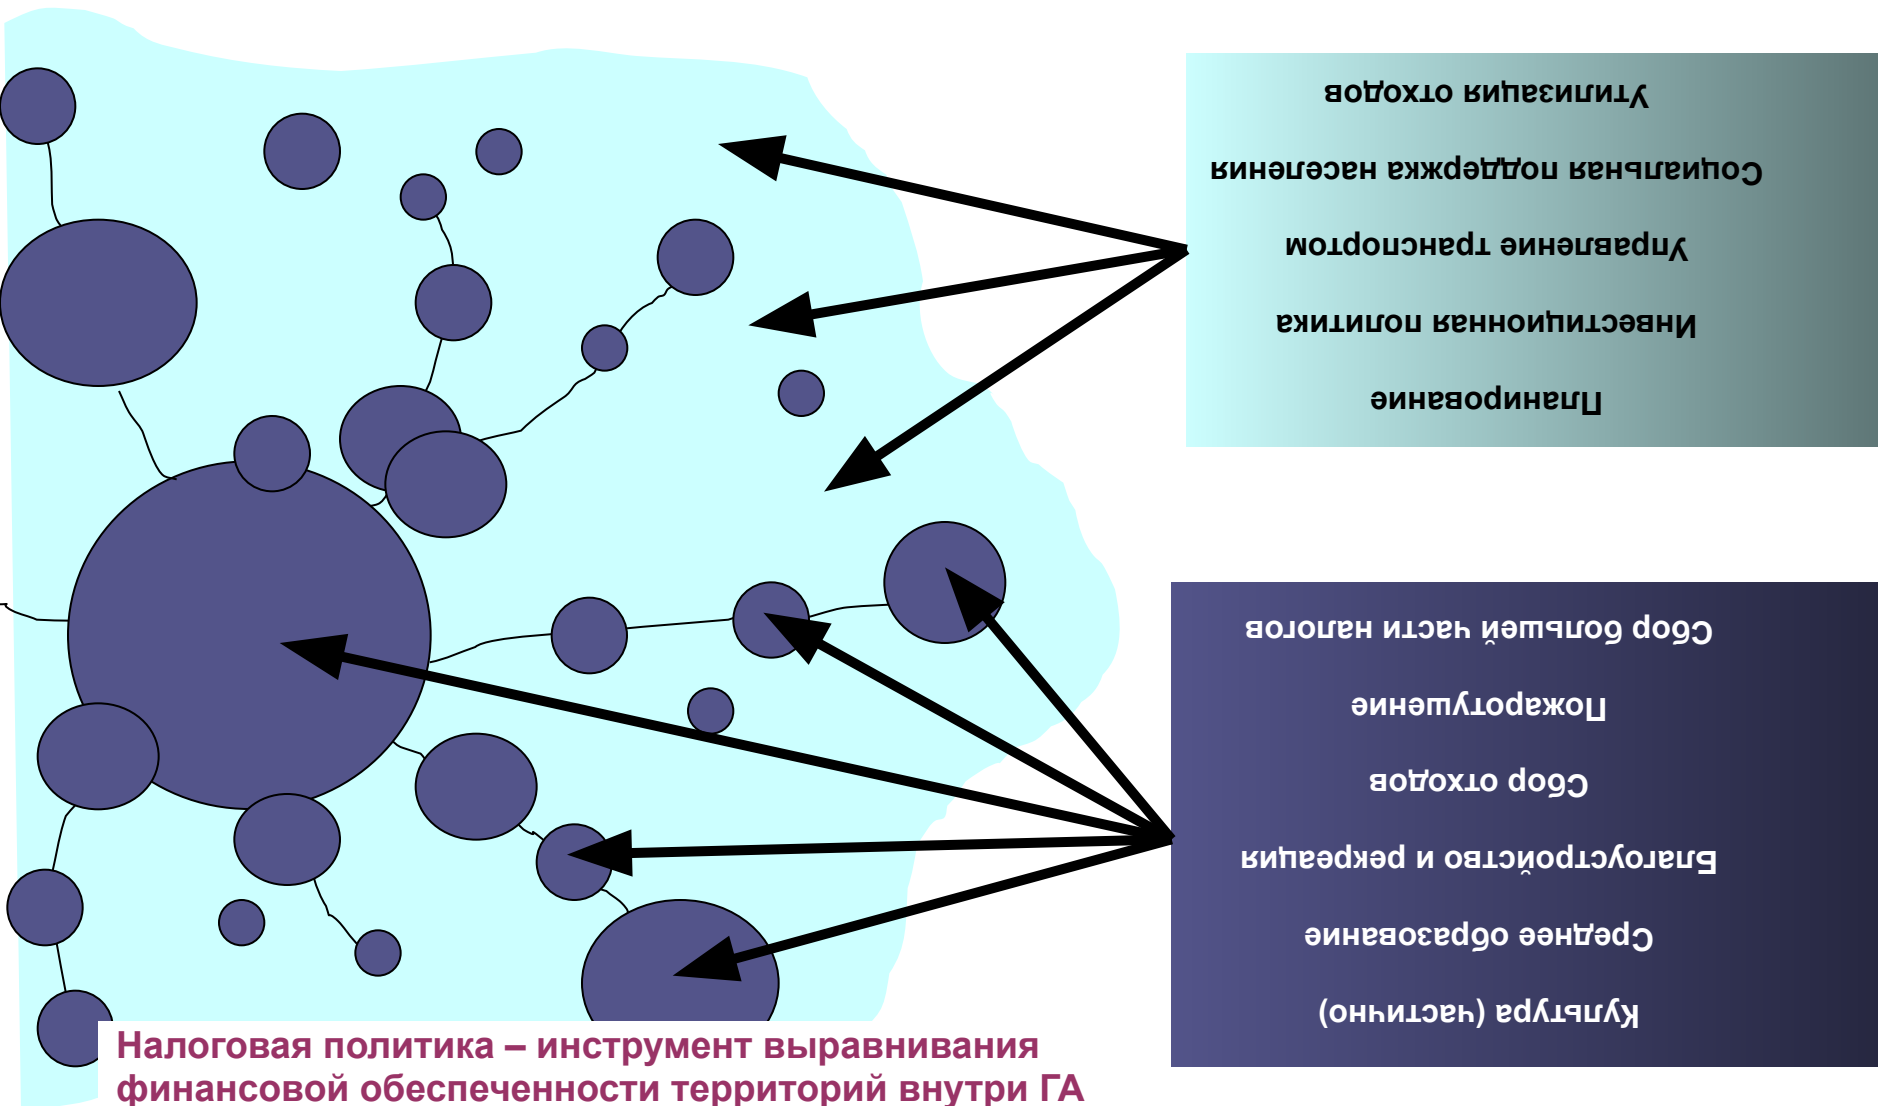 Планирование
Инвестиционная политика
Управление транспортом
Социальная поддержка населения
Утилизация отходов
Культура (частично)
Среднее образование
Благоустройство и рекреация
Сбор отходов
Пожаротушение
Сбор большей части налогов
Налоговая политика – инструмент выравнивания
финансовой обеспеченности территорий внутри ГА